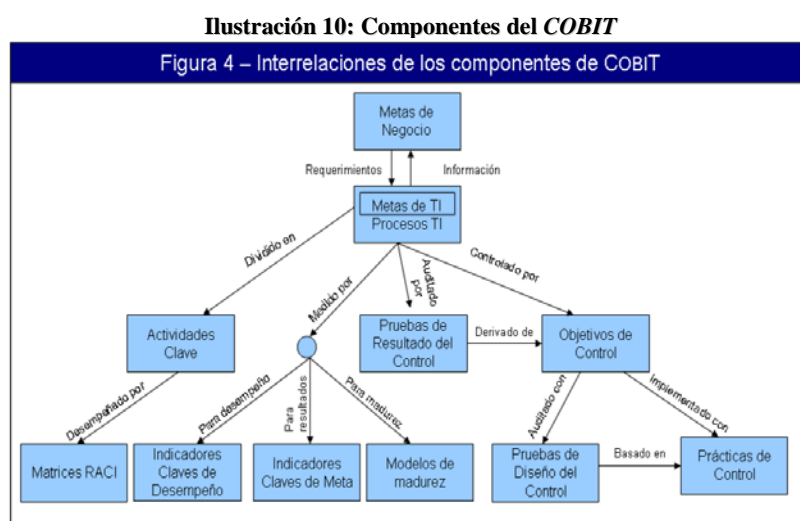 Ilustración 10: Componentes del COBIT
Figura 4 – Interrelaciones de los componentes de COBIT
Metas de
Negocio
Requerimientos
Información
Metas de TI
Procesos TI
Dividido en
Medido por
Auditado
por
Controlado por
Actividades
Clave
Pruebas de
Resultado del
Control
Derivado de
Objetivos de
Control
Desempeñado por
Para desempeño
Para
resultados
Para madurez
Auditado con
Implementado con
Matrices RACI
Indicadores
Claves de
Desempeño
Indicadores
Claves de Meta
Modelos de
madurez
Pruebas de
Diseño del
Control
Basado en
Prácticas de
Control